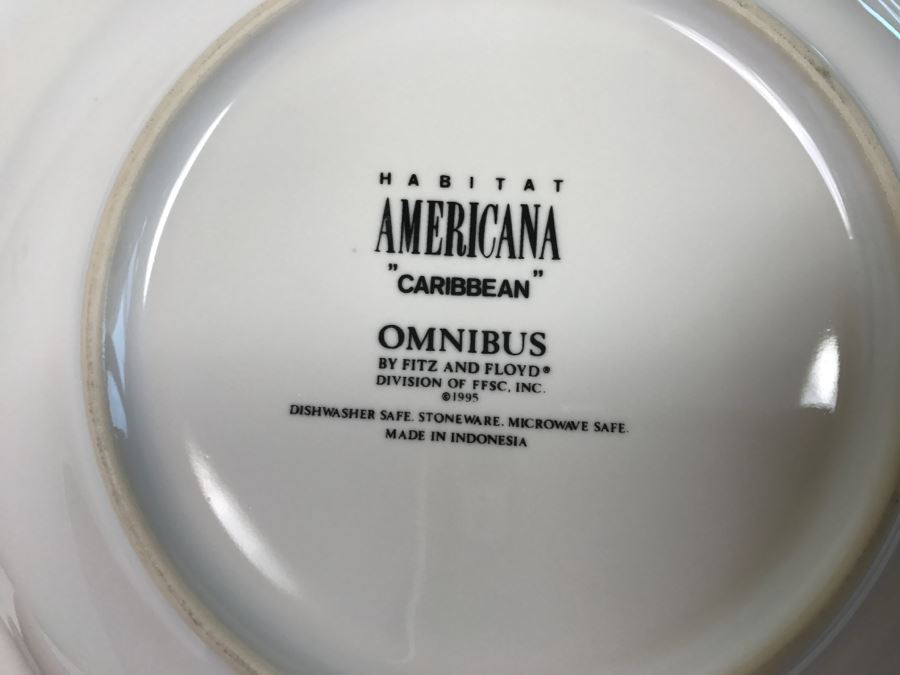 HABITAT
AMERICANA
"CARIBBEAN"
OMNIBUS
BY FITZ AND FLOYD®
DIVISION OF FFSC, INC.
©1995
DISHWASHER SAFE. STONEWARE. MICROWAVE SAFE.
MADE IN INDONESIA